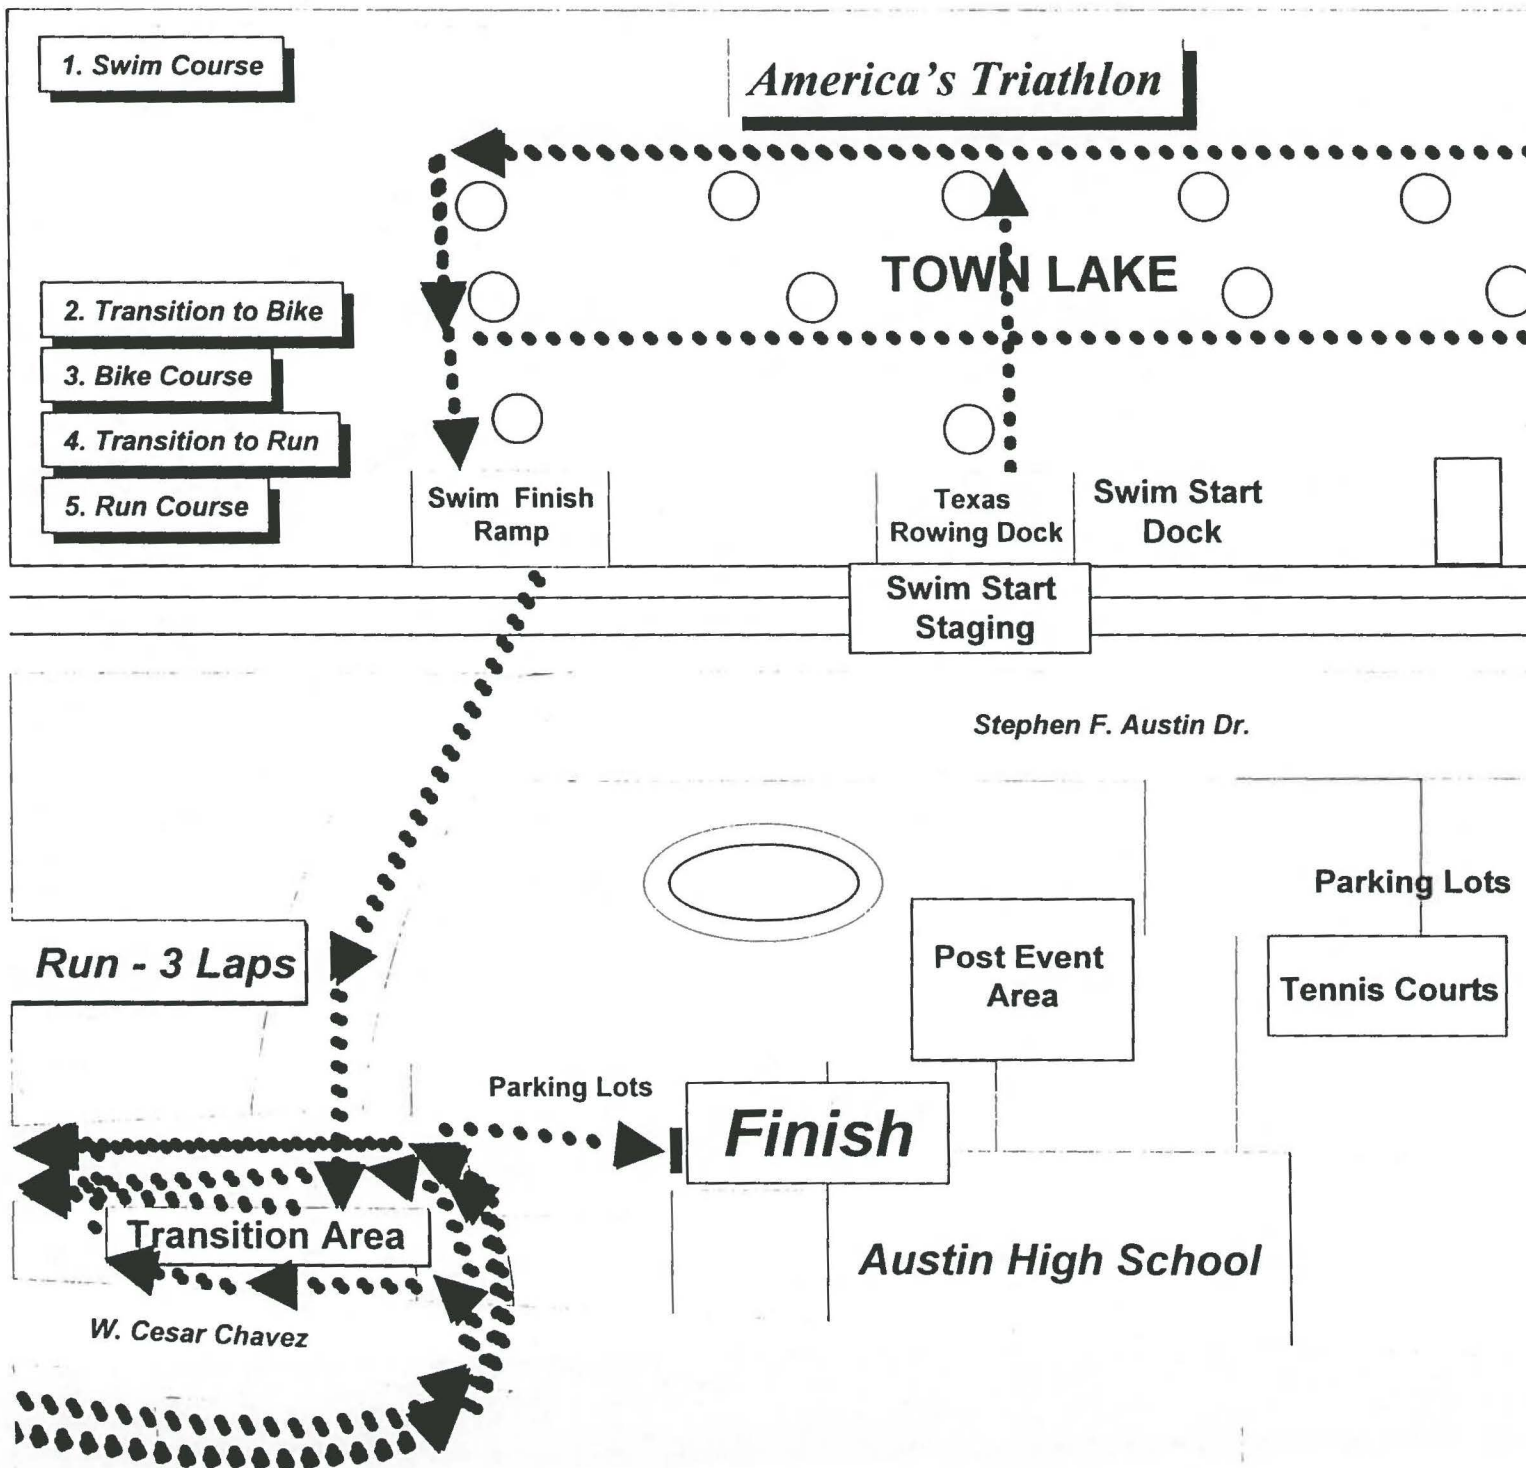 1. Swim Course
America's Triathlon
TOWN LAKE
2. Transition to Bike
3. Bike Course
4. Transition to Run
5. Run Course
Swim Finish
Ramp
Texas
Rowing Dock
Swim Start
Dock
Swim Start
Staging
Stephen F. Austin Dr.
Parking Lots
Run - 3 Laps
Post Event
Area
Tennis Courts
Parking Lots
Finish
Transition Area
Austin High School
W. Cesar Chavez